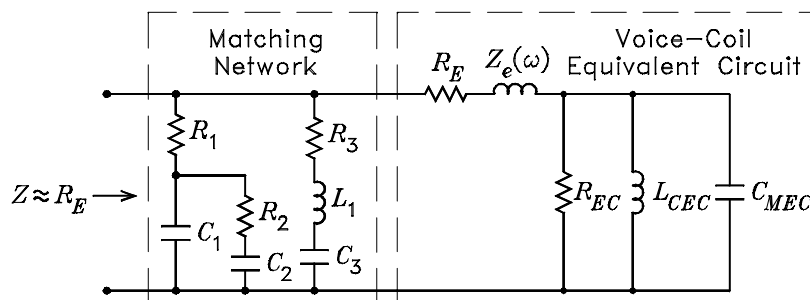 Matching
Network
Voice-Coil
Equivalent Circuit
R_E
Z_e(ω)
R_1
R_3
Z≈R_E
L_1
R_2
R_EC
L_CEC
C_MEC
C_1
C_2
C_3